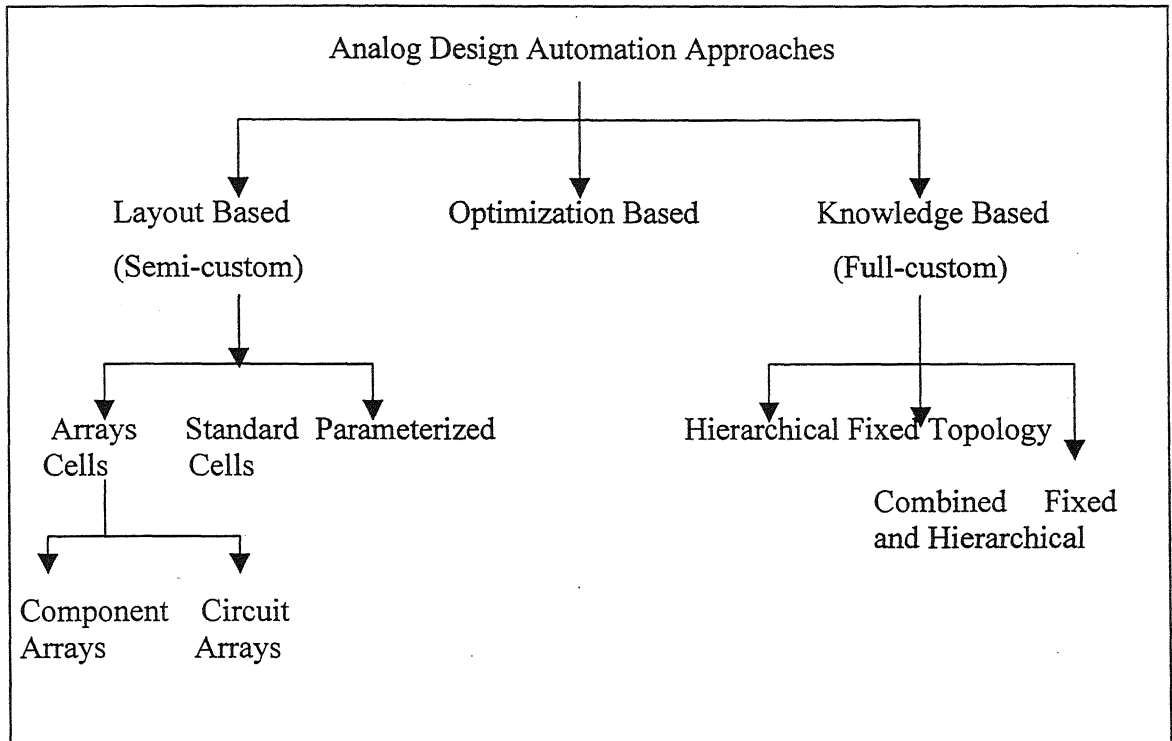 Analog Design Automation Approaches
Layout Based Optimization Based Knowledge Based
(Semi-custom) (Full-custom)
Arrays Standard Parameterized Hierarchical Fixed Topology
Cells Cells
Combined Fixed
and Hierarchical
Component Circuit
Arrays Arrays